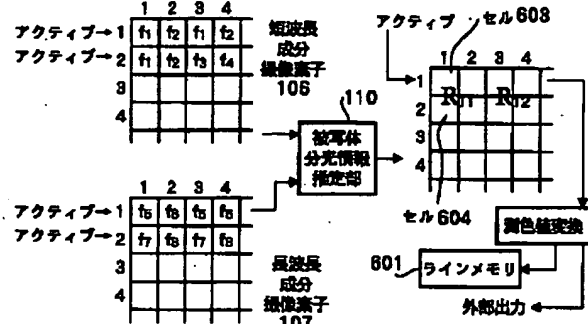 1 2 3 4
アクティブ→ 1 f1 f2 f1 f2
アクティブ→ 2 f1 f2 f3 f4
3
4
短波長
成分
撮像素子
106
1 2 3 4
アクティブ→ 1 f5 f6 f5 f6
アクティブ→ 2 f7 f8 f7 f8
3
4
長波長
成分
撮像素子
107
110
被写体
分光情報
推定部
アクティブ
セル603
1 2 3 4
1
2
3
4
R11 R12
セル604
測色値変換
601
ラインメモリ
外部出力